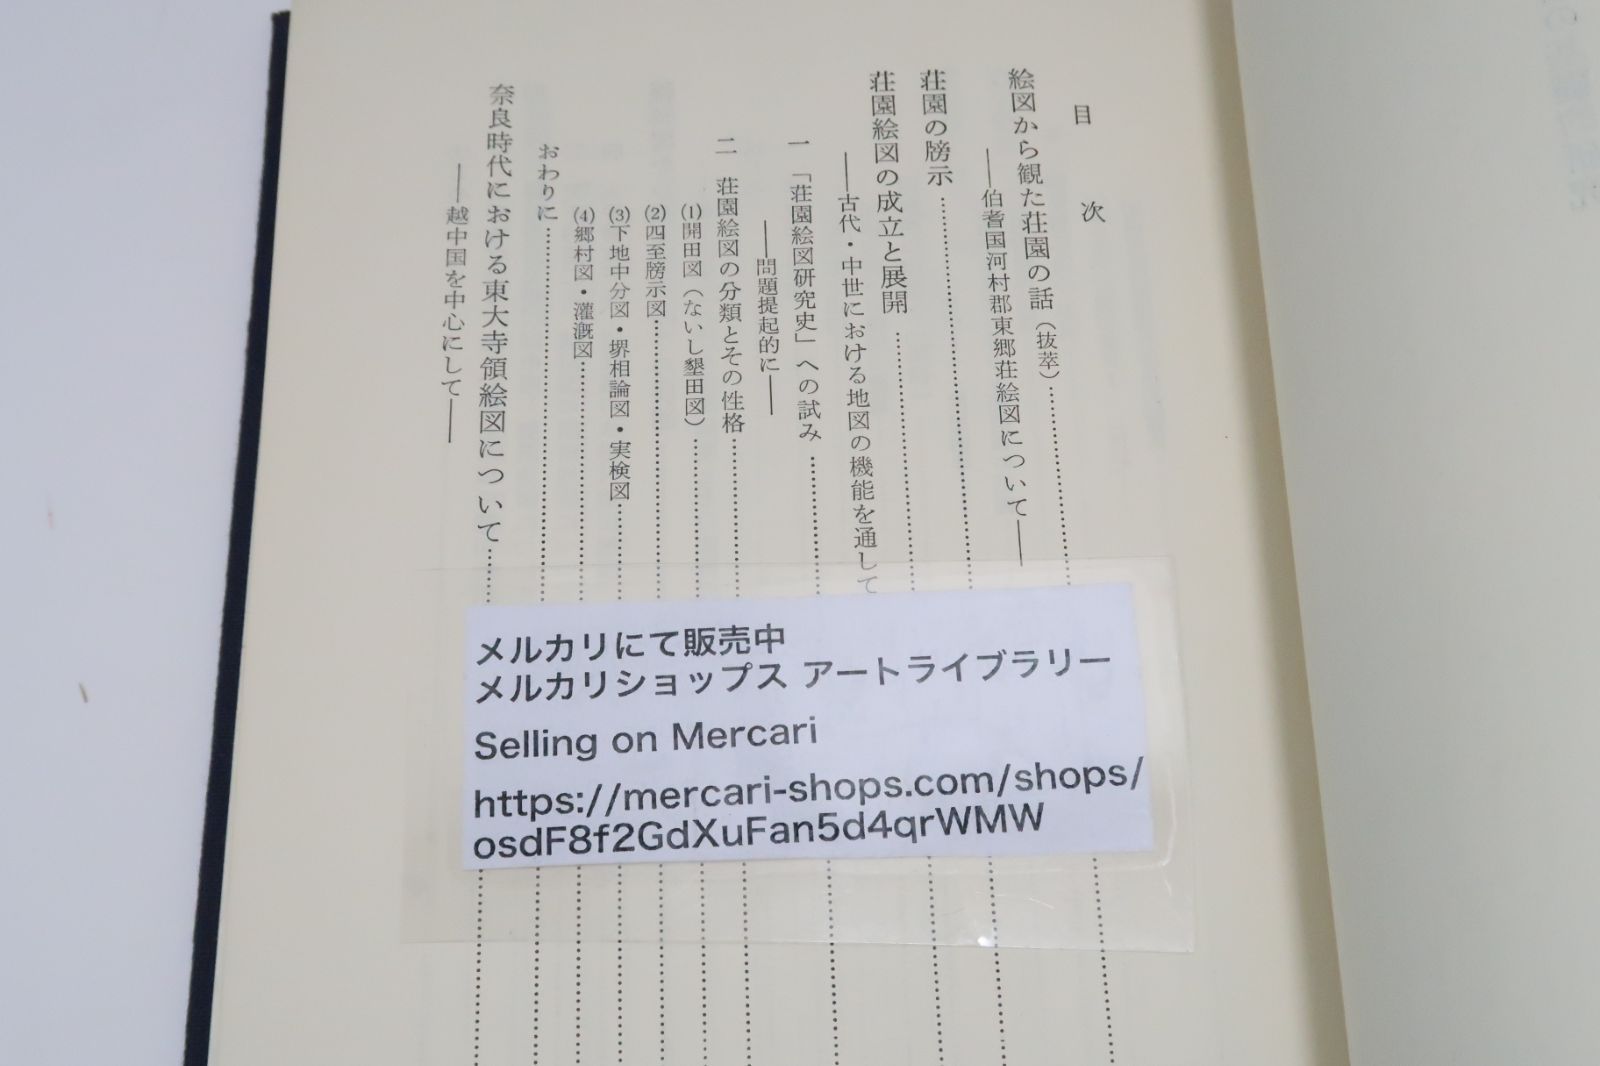 目次
絵図から観た荘園の話(抜萃)
――伯耆国河村郡東郷荘絵図について――
荘園の牓示
荘園絵図の成立と展開
――古代・中世における地図の機能を通して
一 「荘園絵図研究史」への試み
――問題提起的に――
二 荘園絵図の分類とその性格
(1)開田図(ないし墾田図)
(2)四至牓示図
(3)下地中分図・堺相論図・実検図
(4)郷村図・灌漑図
おわりに
奈良時代における東大寺領絵図について
――越中国を中心にして――
メルカリにて販売中
メルカリショップス アートライブラリー
Selling on Mercari
https://mercari-shops.com/shops/
osdF8f2GdXuFan5d4qrWMW